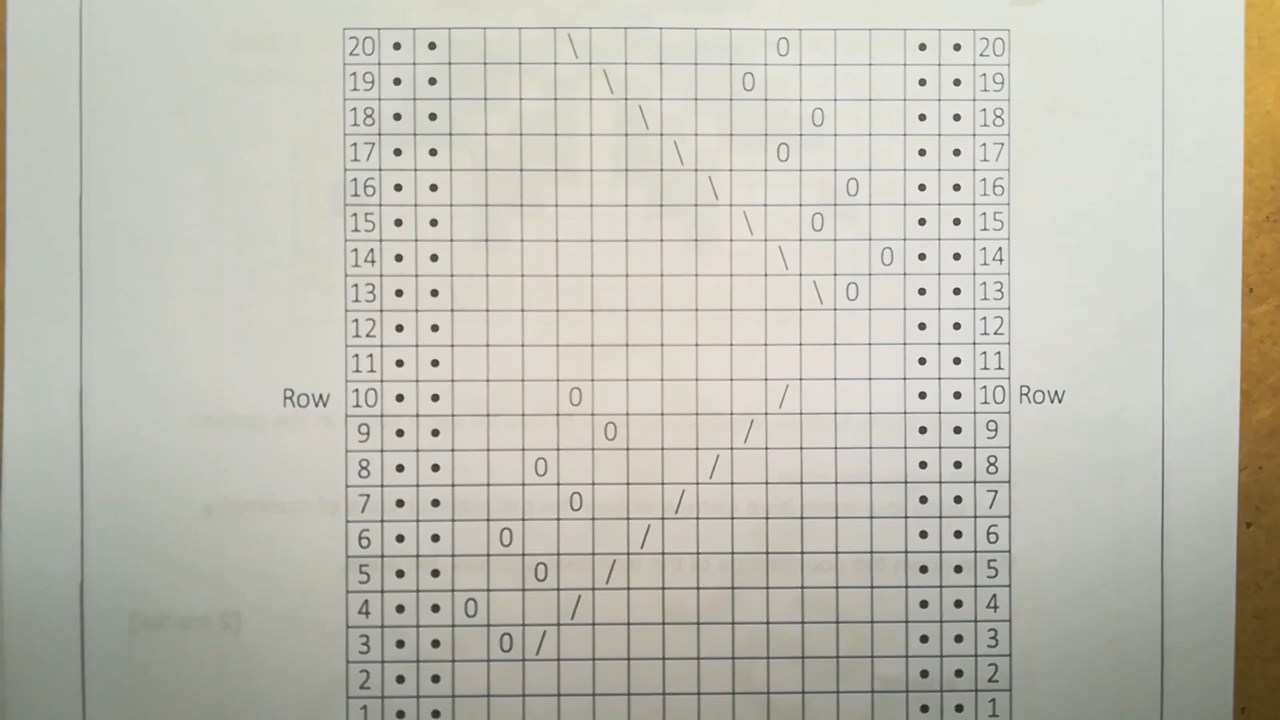 20 • • \ 0 • • 20
19 • • \ 0 • • 19
18 • • \ 0 • • 18
17 • • \ 0 • • 17
16 • • \ 0 • • 16
15 • • \ 0 • • 15
14 • • \ 0 • • 14
13 • • \ 0 • • 13
12 • • • • 12
11 • • • • 11
Row 10 • • 0 / • • 10 Row
9 • • 0 / • • 9
8 • • 0 / • • 8
7 • • 0 / • • 7
6 • • 0 / • • 6
5 • • 0 / • • 5
4 • • 0 / • • 4
3 • • 0 / • • 3
2 • • • • 2
1 • • • • 1